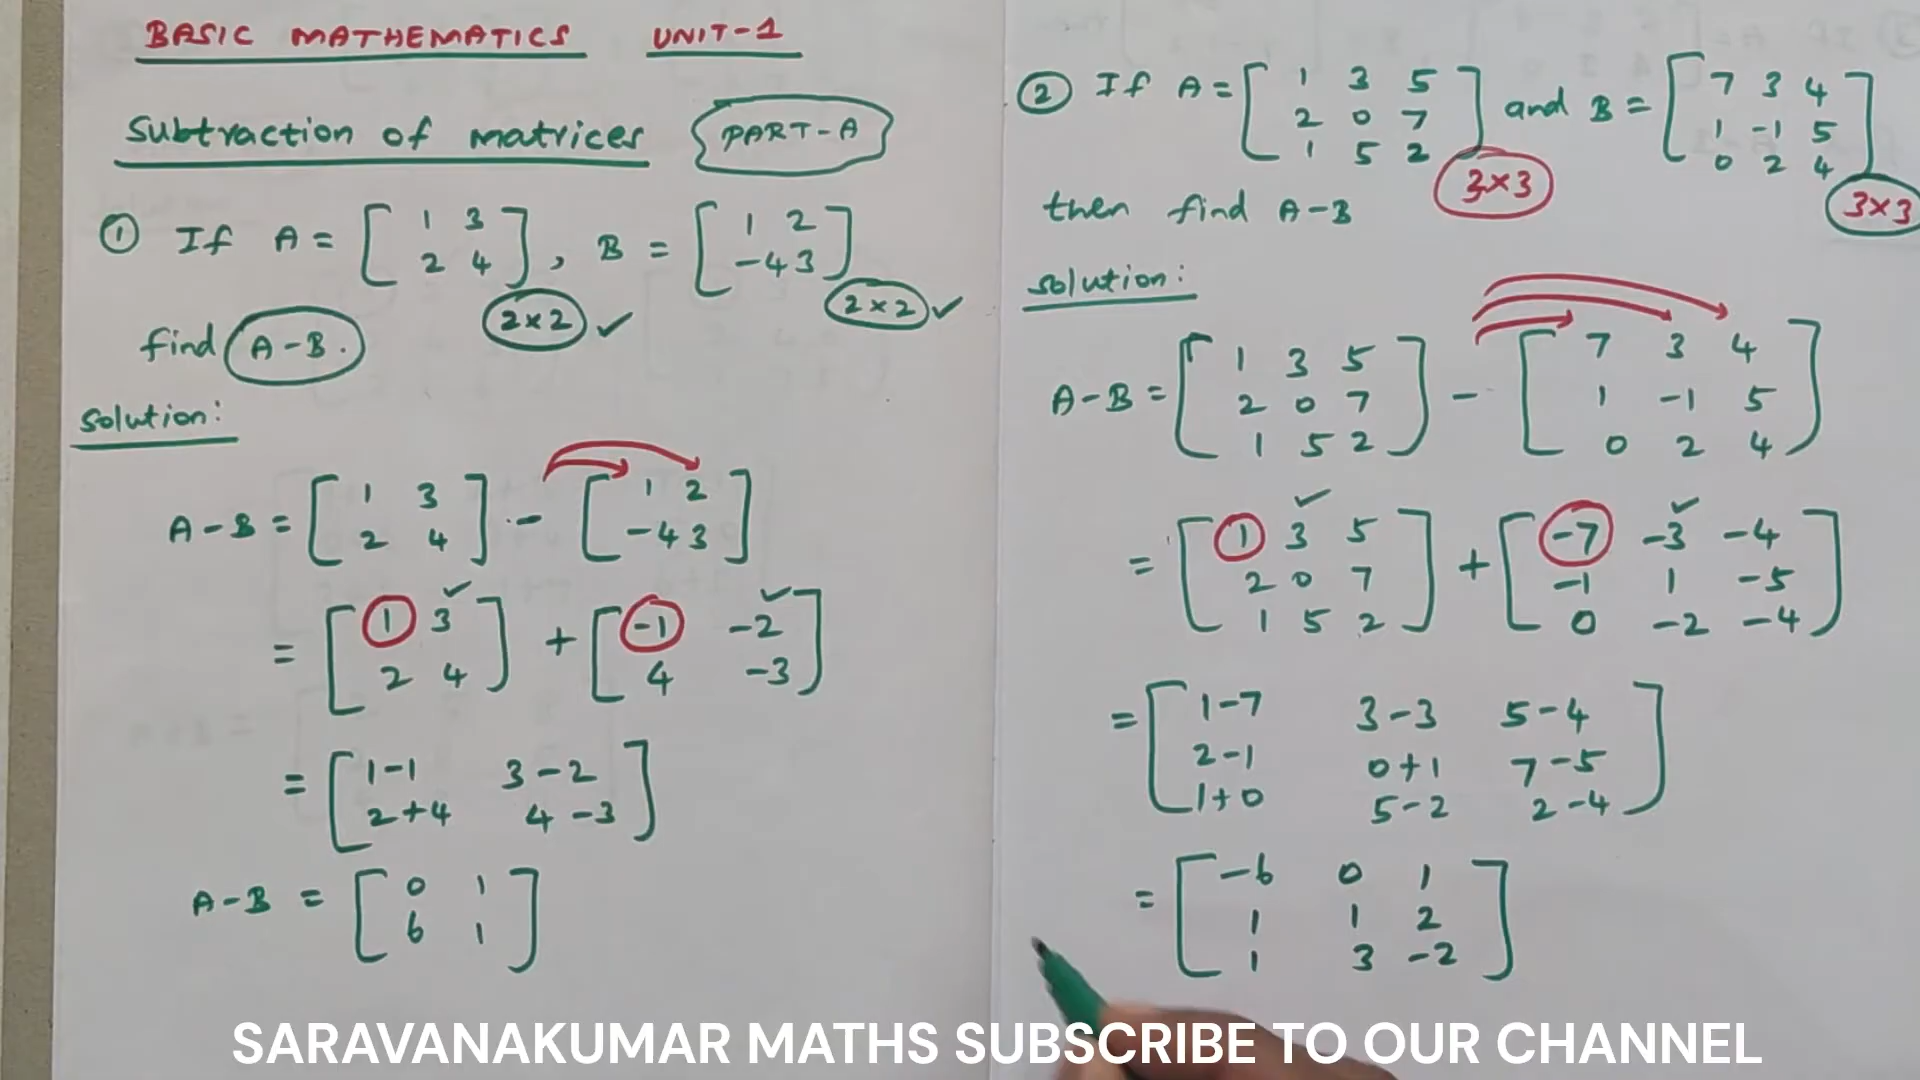 BASIC MATHEMATICS UNIT-1
Subtraction of matrices PART-A
① If A = [ 1 3 ] , B = [ 1 2 ]
[ 2 4 ] [ -4 3 ]
2×2 ✓ 2×2 ✓
find A-B.
Solution:
A-B = [ 1 3 ] - [ 1 2 ]
[ 2 4 ] [ -4 3 ]
= [ 1 3 ] + [ -1 -2 ]
[ 2 4 ] [ 4 -3 ]
= [ 1-1 3-2 ]
[ 2+4 4-3 ]
A-B = [ 0 1 ]
[ 6 1 ]
② If A = [ 1 3 5 ] and B = [ 7 3 4 ]
[ 2 0 7 ] [ 1 -1 5 ]
[ 1 5 2 ] [ 0 2 4 ]
3×3 3×3
then find A-B
Solution:
A-B = [ 1 3 5 ] - [ 7 3 4 ]
[ 2 0 7 ] [ 1 -1 5 ]
[ 1 5 2 ] [ 0 2 4 ]
= [ 1 3 5 ] + [ -7 -3 -4 ]
[ 2 0 7 ] [ -1 1 -5 ]
[ 1 5 2 ] [ 0 -2 -4 ]
= [ 1-7 3-3 5-4 ]
[ 2-1 0+1 7-5 ]
[ 1+0 5-2 2-4 ]
= [ -6 0 1 ]
[ 1 1 2 ]
[ 1 3 -2 ]
SARAVANAKUMAR MATHS SUBSCRIBE TO OUR CHANNEL